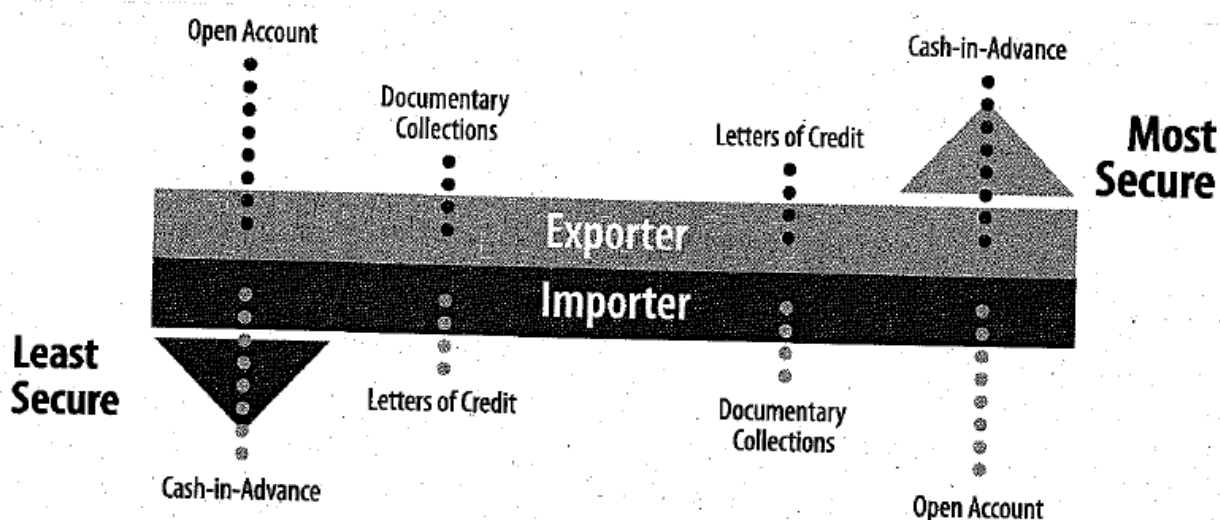 Open Account
Cash-in-Advance
Documentary
Collections
Letters of Credit
Most
Secure
Exporter
Importer
Least
Secure
Letters of Credit
Documentary
Collections
Cash-in-Advance
Open Account